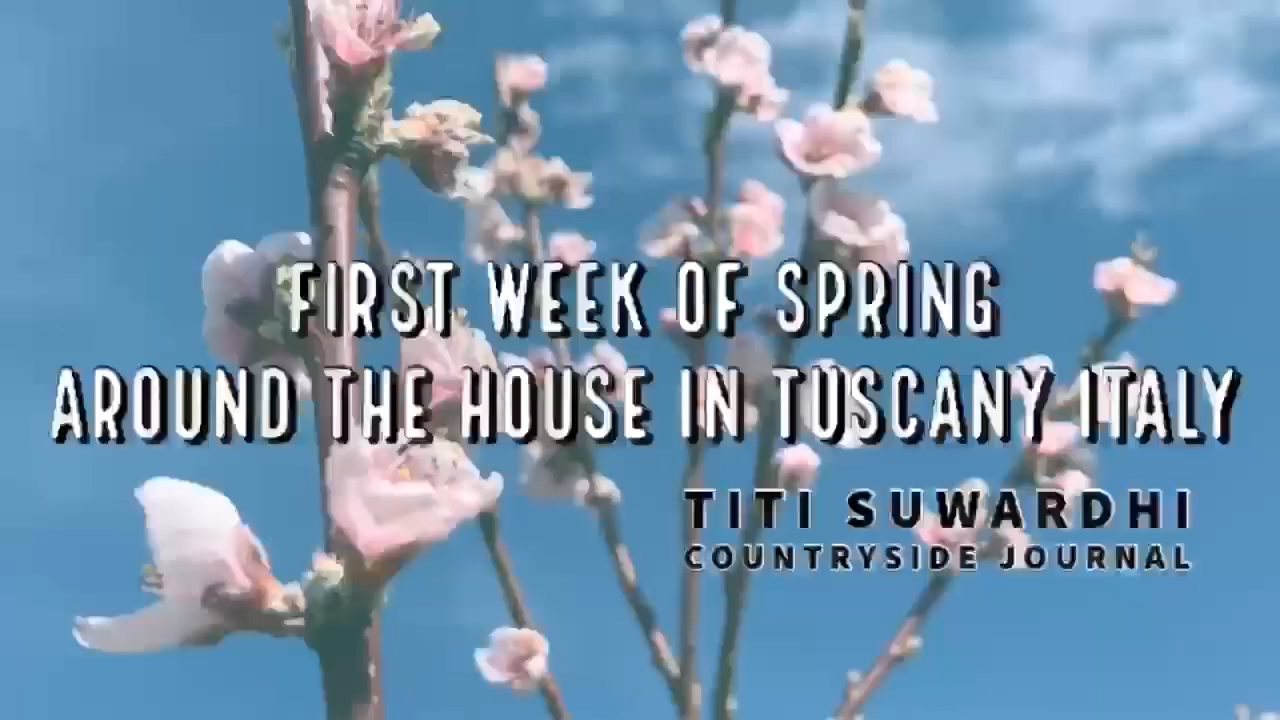 FIRST WEEK OF SPRING
AROUND THE HOUSE IN TUSCANY ITALY
TITI SUWARDHI
COUNTRYSIDE JOURNAL